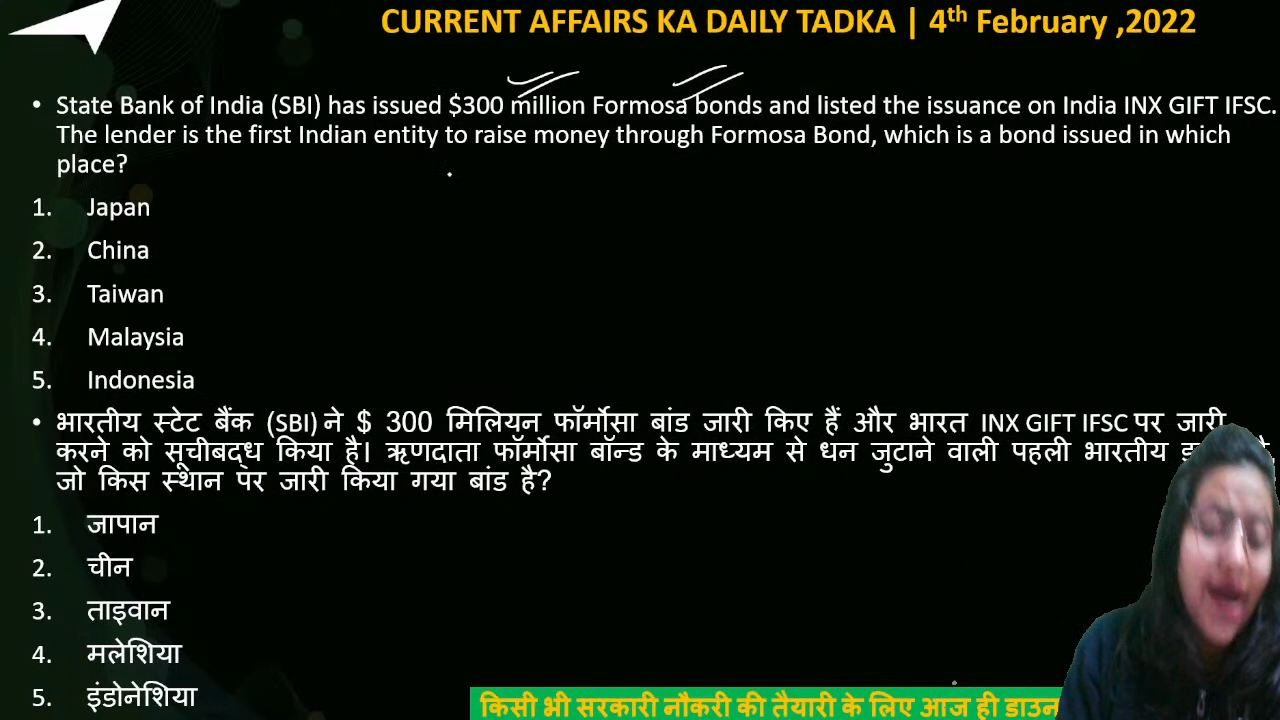 CURRENT AFFAIRS KA DAILY TADKA | 4th February ,2022
• State Bank of India (SBI) has issued $300 million Formosa bonds and listed the issuance on India INX GIFT IFSC.
The lender is the first Indian entity to raise money through Formosa Bond, which is a bond issued in which
place?
1. Japan
2. China
3. Taiwan
4. Malaysia
5. Indonesia
• भारतीय स्टेट बैंक (SBI) ने $ 300 मिलियन फॉर्मोसा बांड जारी किए हैं और भारत INX GIFT IFSC पर जारी
करने को सूचीबद्ध किया है। ऋणदाता फॉर्मोसा बॉन्ड के माध्यम से धन जुटाने वाली पहली भारतीय
जो किस स्थान पर जारी किया गया बांड है?
1. जापान
2. चीन
3. ताइवान
4. मलेशिया
5. इंडोनेशिया
किसी भी सरकारी नौकरी की तैयारी के लिए आज ही